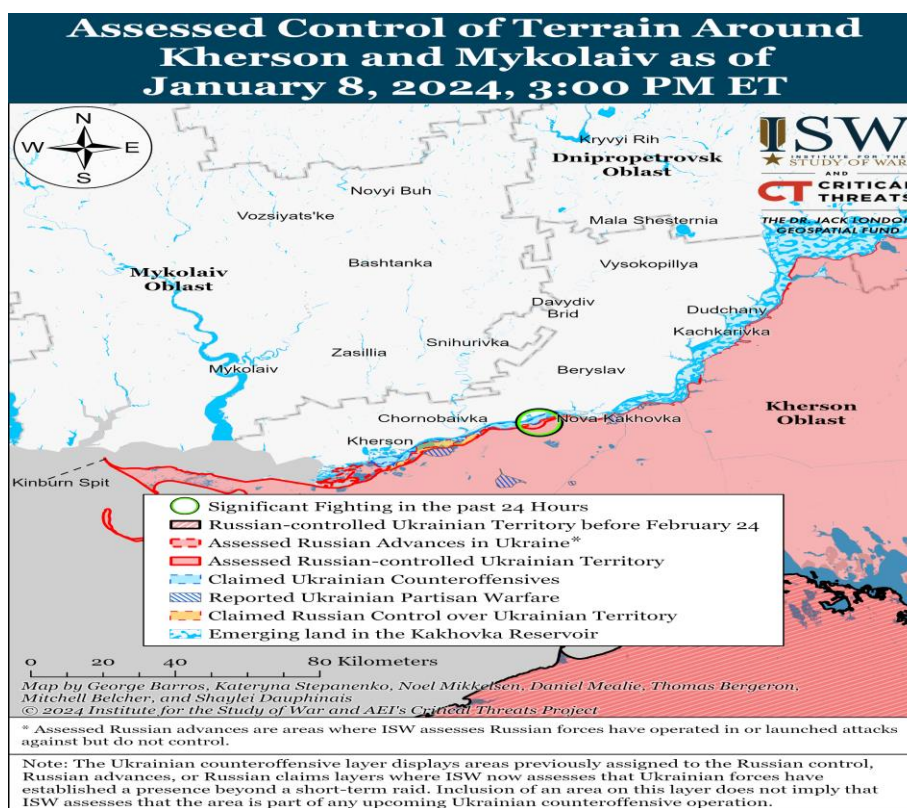 Assessed Control of Terrain Around
Kherson and Mykolaiv as of
January 8, 2024, 3:00 PM ET
N
W
E
S
ISW
INSTITUTE FOR THE
STUDY OF WAR
AND
CT CRITICAL
THREATS
THE DR. JACK LONDON
GEOSPATIAL FUND
Kryvyi Rih
Dnipropetrovsk
Oblast
Novyi Buh
Vozsiyats'ke
Mala Shesternia
Mykolaiv
Oblast
Bashtanka
Vysokopillya
Davydiv
Brid
Dudchany
Kachkarivka
Snihurivka
Zasillia
Mykolaiv
Beryslav
Chornobaivka
Nova Kakhovka
Kherson
Oblast
Kherson
Kinburn Spit
Significant Fighting in the past 24 Hours
Russian-controlled Ukrainian Territory before February 24
Assessed Russian Advances in Ukraine*
Assessed Russian-controlled Ukrainian Territory
Claimed Ukrainian Counteroffensives
Reported Ukrainian Partisan Warfare
Claimed Russian Control over Ukrainian Territory
Emerging land in the Kakhovka Reservoir
0 20 40 80 Kilometers
Map by George Barros, Kateryna Stepanenko, Noel Mikkelsen, Daniel Mealie, Thomas Bergeron,
Mitchell Belcher, and Shaylei Dauphinais
© 2024 Institute for the Study of War and AEI's Critical Threats Project
* Assessed Russian advances are areas where ISW assesses Russian forces have operated in or launched attacks
against but do not control.
Note: The Ukrainian counteroffensive layer displays areas previously assigned to the Russian control,
Russian advances, or Russian claims layers where ISW now assesses that Ukrainian forces have
established a presence beyond a short-term raid. Inclusion of an area on this layer does not imply that
ISW assesses that the area is part of any upcoming Ukrainian counteroffensive operation.